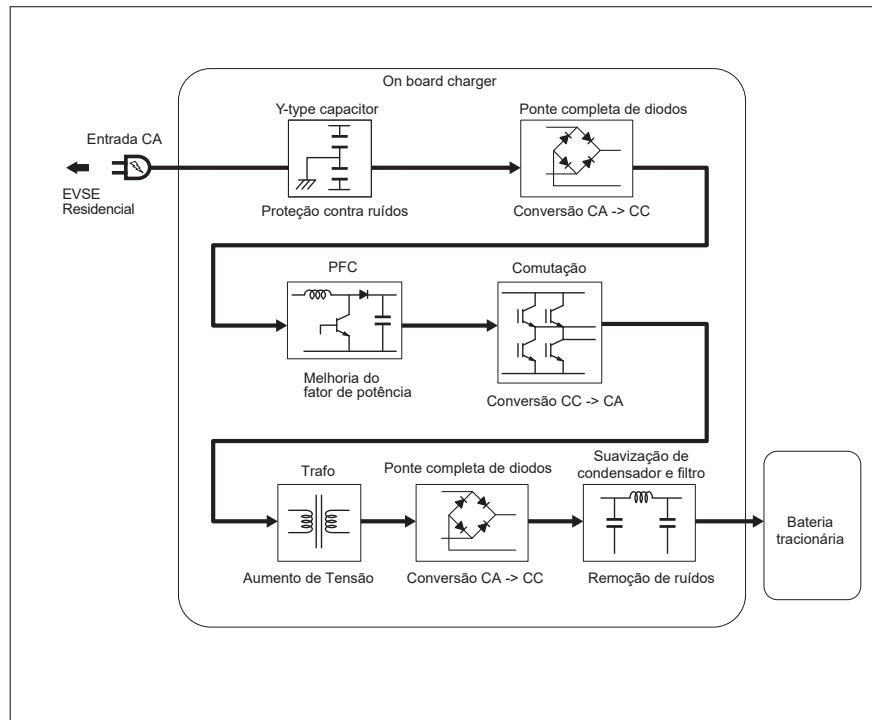 On board charger
Y-type capacitor
Ponte completa de diodos
Entrada CA
EVSE
Residencial
Proteção contra ruídos
Conversão CA -> CC
PFC
Comutação
Melhoria do
fator de potência
Conversão CC -> CA
Trafo
Ponte completa de diodos
Suavização de
condensador e filtro
Bateria
tracionária
Aumento de Tensão
Conversão CA -> CC
Remoção de ruídos